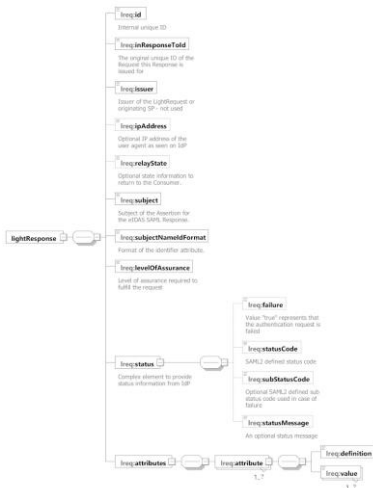 lreq:id
Internal unique ID
lreq:inResponseToId
The original unique ID of the
Request this Response is
issued for
lreq:issuer
Issuer of the LightRequest or
originating SP - not used
lreq:ipAddress
Optional IP address of the
user agent as seen on IdP
lreq:relayState
Optional state information to
return to the Consumer.
lreq:subject
Subject of the Assertion for
the eIDAS SAML Response.
lightResponse
lreq:subjectNameIdFormat
Format of the identifier attribute.
lreq:levelOfAssurance
Level of assurance required to
fulfill the request
lreq:status
Complex element to provide
status information from IdP
lreq:failure
Value "true" represents that
the authentication request is
failed
lreq:statusCode
SAML2 defined status code
lreq:subStatusCode
Optional SAML2 defined sub
status code used in case of
failure
lreq:statusMessage
An optional status message
lreq:attributes
lreq:attribute
lreq:definition
lreq:value